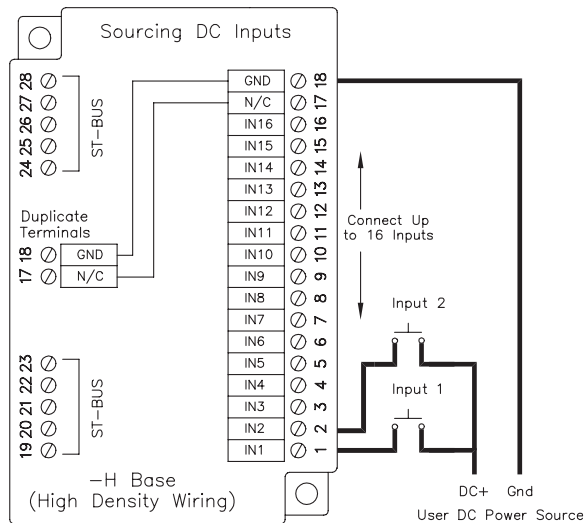 Sourcing DC Inputs
28
27
26
25
24
ST-BUS
Duplicate
Terminals
18 GND
17 N/C
23
22
21
20
19
ST-BUS
GND 18
N/C 17
IN16 16
IN15 15
IN14 14
IN13 13
IN12 12
IN11 11
IN10 10
IN9 9
IN8 8
IN7 7
IN6 6
IN5 5
IN4 4
IN3 3
IN2 2
IN1 1
Connect Up
to 16 Inputs
Input 2
Input 1
-H Base
(High Density Wiring)
DC+ Gnd
User DC Power Source